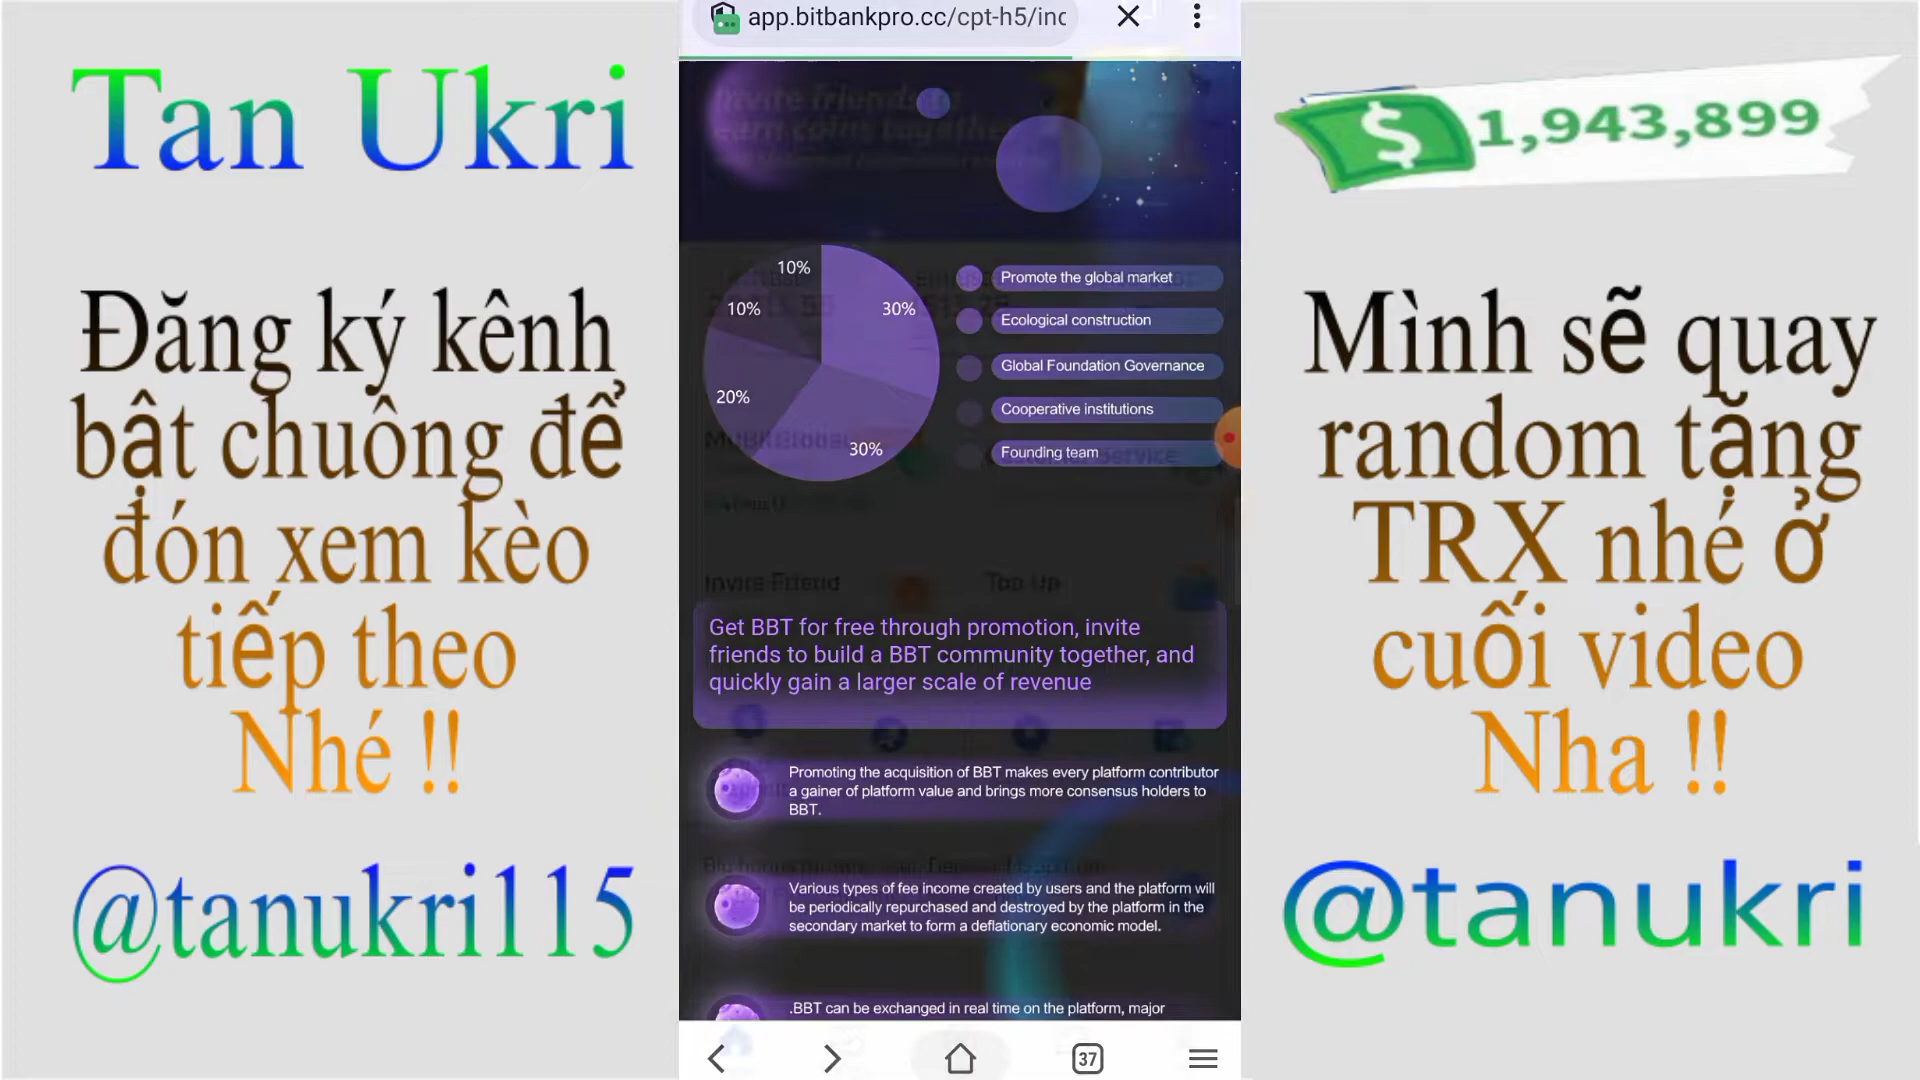 Tan Ukri
Đăng ký kênh
bật chuông để
đón xem kèo
tiếp theo
Nhé !!
@tanukri115
app.bitbankpro.cc/cpt-h5/inc
Invite friends to
earn coins together
10%
10%
30%
20%
30%
Promote the global market
Ecological construction
Global Foundation Governance
Cooperative institutions
Founding team
Invite Friend
Top Up
Get BBT for free through promotion, invite
friends to build a BBT community together, and
quickly gain a larger scale of revenue
Promoting the acquisition of BBT makes every platform contributor
a gainer of platform value and brings more consensus holders to
BBT.
Various types of fee income created by users and the platform will
be periodically repurchased and destroyed by the platform in the
secondary market to form a deflationary economic model.
.BBT can be exchanged in real time on the platform, major
37
$ 1,943,899
Mình sẽ quay
random tặng
TRX nhé ở
cuối video
Nha !!
@tanukri